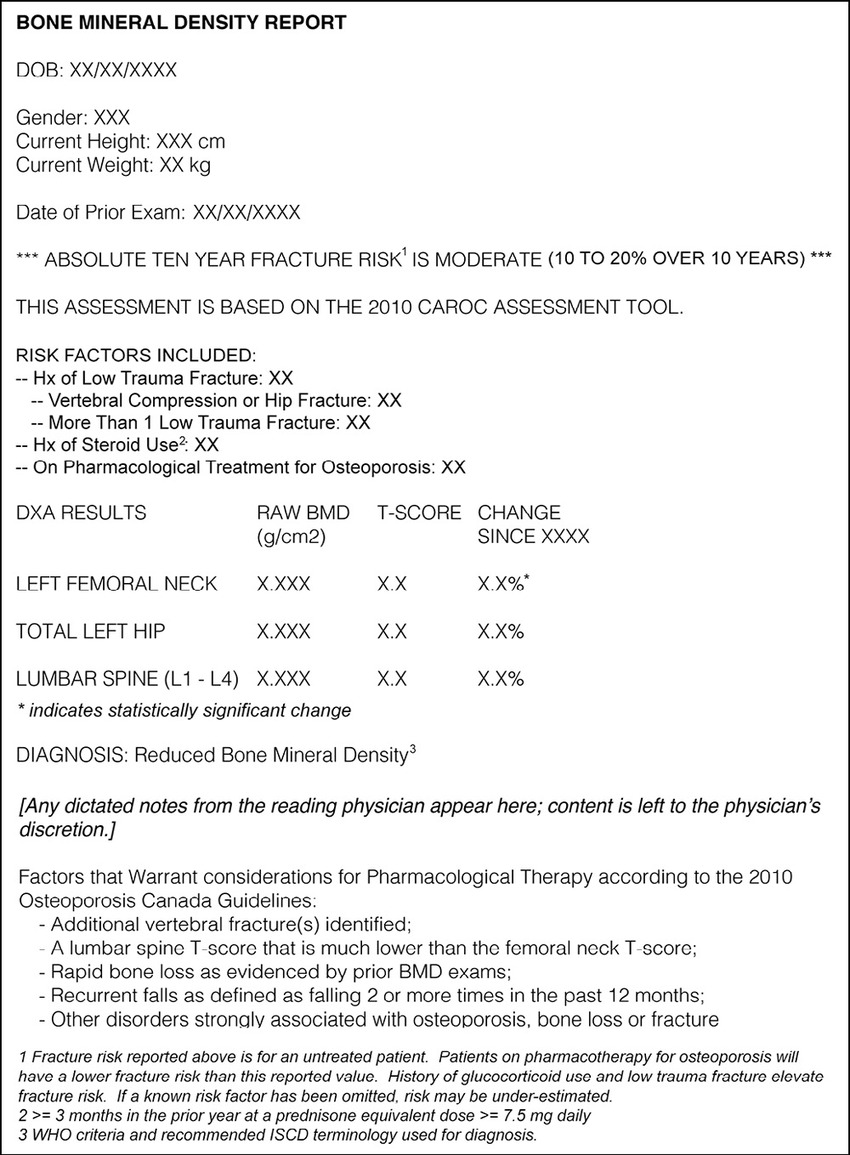 BONE MINERAL DENSITY REPORT
DOB: XX/XX/XXXX
Gender: XXX
Current Height: XXX cm
Current Weight: XX kg
Date of Prior Exam: XX/XX/XXXX
*** ABSOLUTE TEN YEAR FRACTURE RISK1 IS MODERATE (10 TO 20% OVER 10 YEARS) ***
THIS ASSESSMENT IS BASED ON THE 2010 CAROC ASSESSMENT TOOL.
RISK FACTORS INCLUDED:
-- Hx of Low Trauma Fracture: XX
-- Vertebral Compression or Hip Fracture: XX
-- More Than 1 Low Trauma Fracture: XX
-- Hx of Steroid Use2: XX
-- On Pharmacological Treatment for Osteoporosis: XX
DXA RESULTS RAW BMD T-SCORE CHANGE
(g/cm2) SINCE XXXX
LEFT FEMORAL NECK X.XXX X.X X.X%*
TOTAL LEFT HIP X.XXX X.X X.X%
LUMBAR SPINE (L1 - L4) X.XXX X.X X.X%
* indicates statistically significant change
DIAGNOSIS: Reduced Bone Mineral Density3
[Any dictated notes from the reading physician appear here; content is left to the physician's
discretion.]
Factors that Warrant considerations for Pharmacological Therapy according to the 2010
Osteoporosis Canada Guidelines:
- Additional vertebral fracture(s) identified;
- A lumbar spine T-score that is much lower than the femoral neck T-score;
- Rapid bone loss as evidenced by prior BMD exams;
- Recurrent falls as defined as falling 2 or more times in the past 12 months;
- Other disorders strongly associated with osteoporosis, bone loss or fracture
1 Fracture risk reported above is for an untreated patient. Patients on pharmacotherapy for osteoporosis will
have a lower fracture risk than this reported value. History of glucocorticoid use and low trauma fracture elevate
fracture risk. If a known risk factor has been omitted, risk may be under-estimated.
2 >= 3 months in the prior year at a prednisone equivalent dose >= 7.5 mg daily
3 WHO criteria and recommended ISCD terminology used for diagnosis.